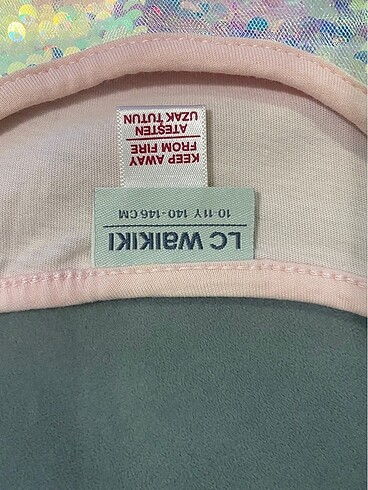 LC WAIKIKI
10-11Y 140-146 CM
KEEP AWAY
FROM FIRE
ATEŞTEN
UZAK TUTUN